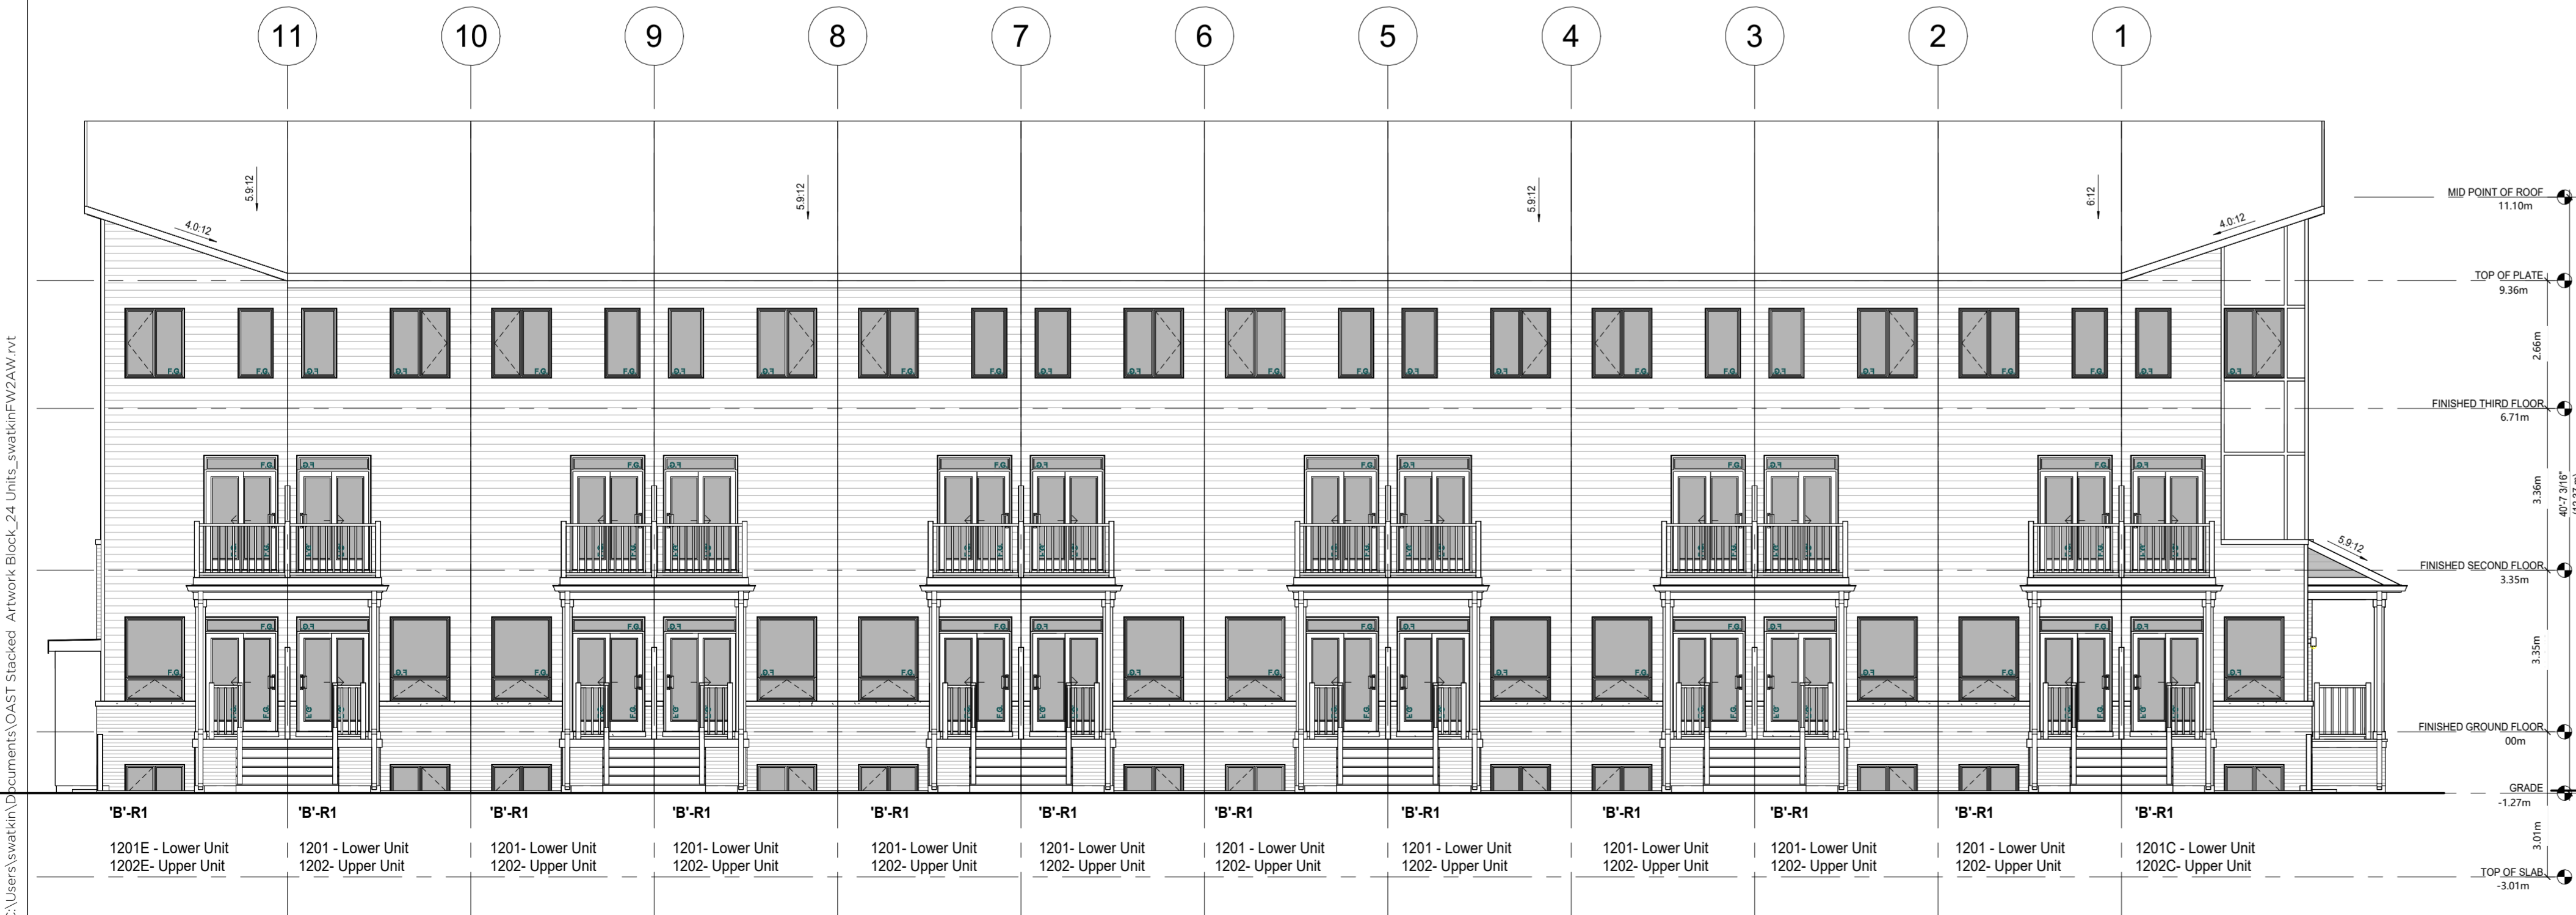 11 10 9 8 7 6 5 4 3 2 1
5.9:12 5.9:12 5.9:12 6:12
4.0:12 4.0:12
MID POINT OF ROOF
11.10m
TOP OF PLATE
9.36m
2.66m
F.G. F.G. F.G. F.G. F.G. F.G. F.G. F.G. F.G. F.G. F.G. F.G. F.G. F.G. F.G. F.G. F.G. F.G. F.G. F.G. F.G. F.G. F.G. F.G.
FINISHED THIRD FLOOR
6.71m
F.G. F.G. F.G. F.G. F.G. F.G. F.G. F.G. F.G. F.G. F.G. F.G.
3.36m
40'-7 3/16"
5.9:12
FINISHED SECOND FLOOR
3.35m
F.G. F.G. F.G. F.G. F.G. F.G. F.G. F.G. F.G. F.G. F.G. F.G.
3.35m
F.G. F.G. F.G. F.G. F.G. F.G. F.G. F.G. F.G. F.G. F.G. F.G.
FINISHED GROUND FLOOR
00m
GRADE
-1.27m
'B'-R1 'B'-R1 'B'-R1 'B'-R1 'B'-R1 'B'-R1 'B'-R1 'B'-R1 'B'-R1 'B'-R1 'B'-R1 'B'-R1
3.01m
1201E - Lower Unit 1201 - Lower Unit 1201- Lower Unit 1201- Lower Unit 1201- Lower Unit 1201- Lower Unit 1201 - Lower Unit 1201 - Lower Unit 1201- Lower Unit 1201- Lower Unit 1201 - Lower Unit 1201C - Lower Unit
1202E- Upper Unit 1202- Upper Unit 1202- Upper Unit 1202- Upper Unit 1202- Upper Unit 1202- Upper Unit 1202- Upper Unit 1202- Upper Unit 1202- Upper Unit 1202- Upper Unit 1202- Upper Unit 1202C- Upper Unit
TOP OF SLAB
-3.01m
C:\Users\swatkin\Documents\OAST Stacked Artwork Block_24 Units_swatkinFW2AW.rvt